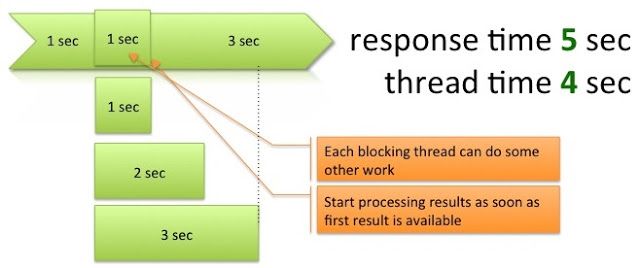 1 sec
1 sec
3 sec
response time 5 sec
thread time 4 sec
1 sec
Each blocking thread can do some
other work
2 sec
Start processing results as soon as
first result is available
3 sec